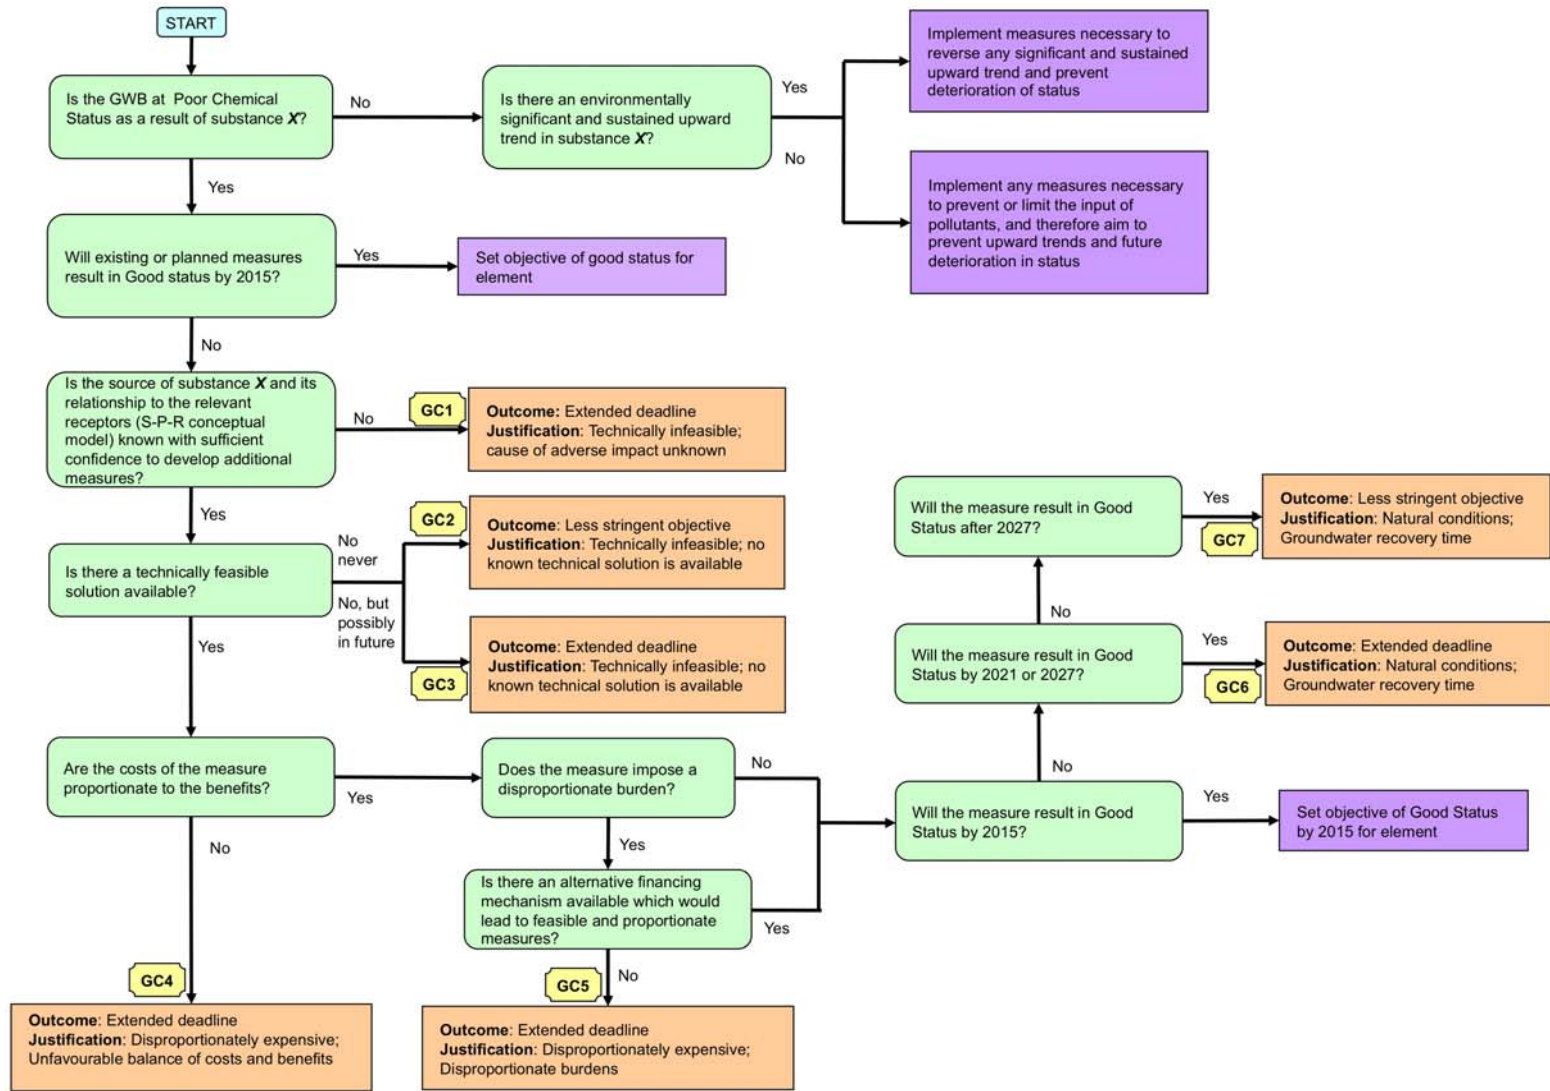 START
Is the GWB at Poor Chemical
Status as a result of substance X?
No
Is there an environmentally
significant and sustained upward
trend in substance X?
Yes
No
Implement measures necessary to
reverse any significant and sustained
upward trend and prevent
deterioration of status
Implement any measures necessary
to prevent or limit the input of
pollutants, and therefore aim to
prevent upward trends and future
deterioration in status
Yes
Will existing or planned measures
result in Good status by 2015?
Yes
Set objective of good status for
element
No
Is the source of substance X and its
relationship to the relevant
receptors (S-P-R conceptual
model) known with sufficient
confidence to develop additional
measures?
No
GC1
Outcome: Extended deadline
Justification: Technically infeasible;
cause of adverse impact unknown
Yes
Is there a technically feasible
solution available?
No
never
GC2
Outcome: Less stringent objective
Justification: Technically infeasible; no
known technical solution is available
No, but
possibly
in future
GC3
Outcome: Extended deadline
Justification: Technically infeasible; no
known technical solution is available
Yes
Are the costs of the measure
proportionate to the benefits?
Yes
Does the measure impose a
disproportionate burden?
No
Yes
Is there an alternative financing
mechanism available which would
lead to feasible and proportionate
measures?
Yes
No
GC4
Outcome: Extended deadline
Justification: Disproportionately expensive;
Unfavourable balance of costs and benefits
No
GC5
Outcome: Extended deadline
Justification: Disproportionately expensive;
Disproportionate burdens
Will the measure result in Good
Status by 2015?
Yes
Set objective of Good Status
by 2015 for element
No
Will the measure result in Good
Status by 2021 or 2027?
Yes
GC6
Outcome: Extended deadline
Justification: Natural conditions;
Groundwater recovery time
No
Will the measure result in Good
Status after 2027?
Yes
GC7
Outcome: Less stringent objective
Justification: Natural conditions;
Groundwater recovery time